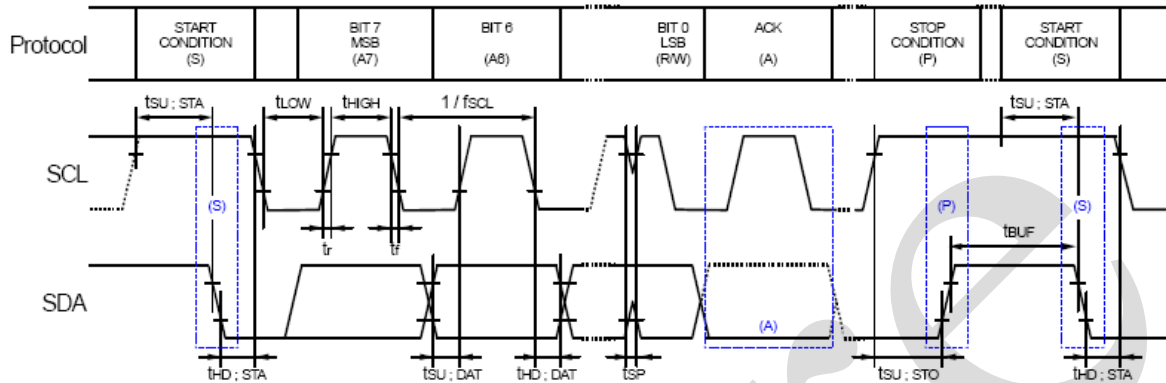 Protocol
START
CONDITION
(S)
BIT 7
MSB
(A7)
BIT 6
(A6)
BIT 0
LSB
(R/W)
ACK
(A)
STOP
CONDITION
(P)
START
CONDITION
(S)
tSU ; STA
tLOW
tHIGH
1 / fSCL
tSU ; STA
SCL
(S)
(P)
(S)
tr
tf
tBUF
SDA
(A)
tHD ; STA
tSU ; DAT
tHD ; DAT
tSP
tSU ; STO
tHD ; STA